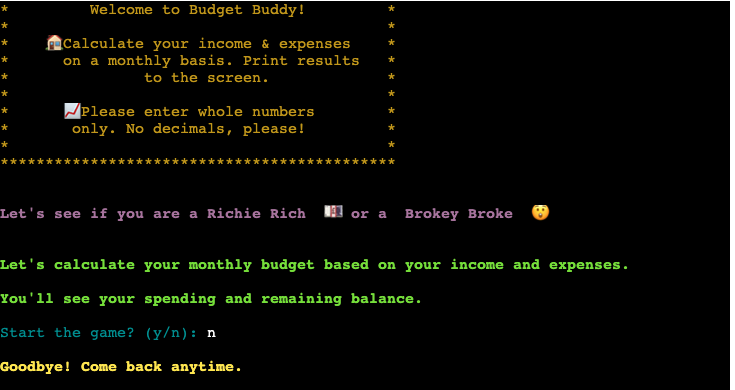 * Welcome to Budget Buddy! *
* *
* 🏠Calculate your income & expenses *
* on a monthly basis. Print results *
* to the screen. *
* *
* 📈Please enter whole numbers *
* only. No decimals, please! *
* *
********************************************
Let's see if you are a Richie Rich 💷 or a Brokey Broke 😲
Let's calculate your monthly budget based on your income and expenses.
You'll see your spending and remaining balance.
Start the game? (y/n): n
Goodbye! Come back anytime.